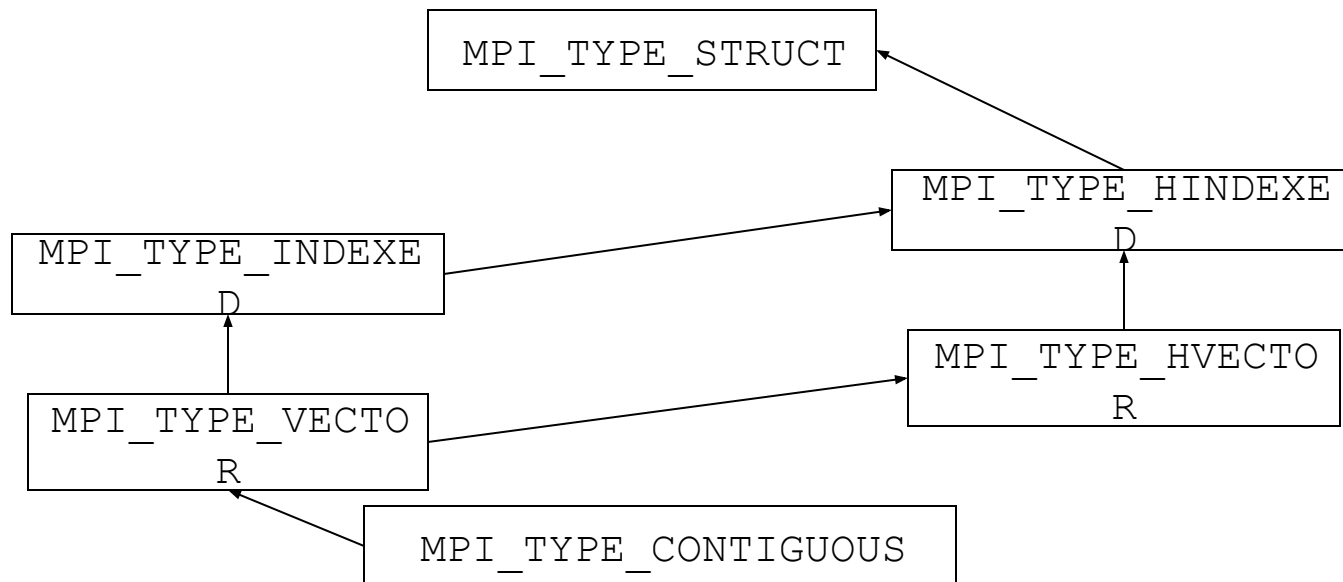 MPI_TYPE_STRUCT
MPI_TYPE_HINDEXE
D
MPI_TYPE_INDEXE
D
MPI_TYPE_HVECTO
R
MPI_TYPE_VECTO
R
MPI_TYPE_CONTIGUOUS